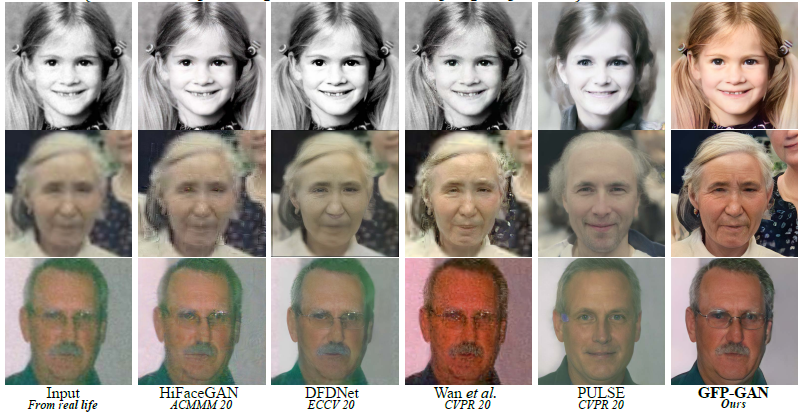 Input HiFaceGAN DFDNet Wan et al. PULSE GFP-GAN
From real life ACMMM 20 ECCV 20 CVPR 20 CVPR 20 Ours